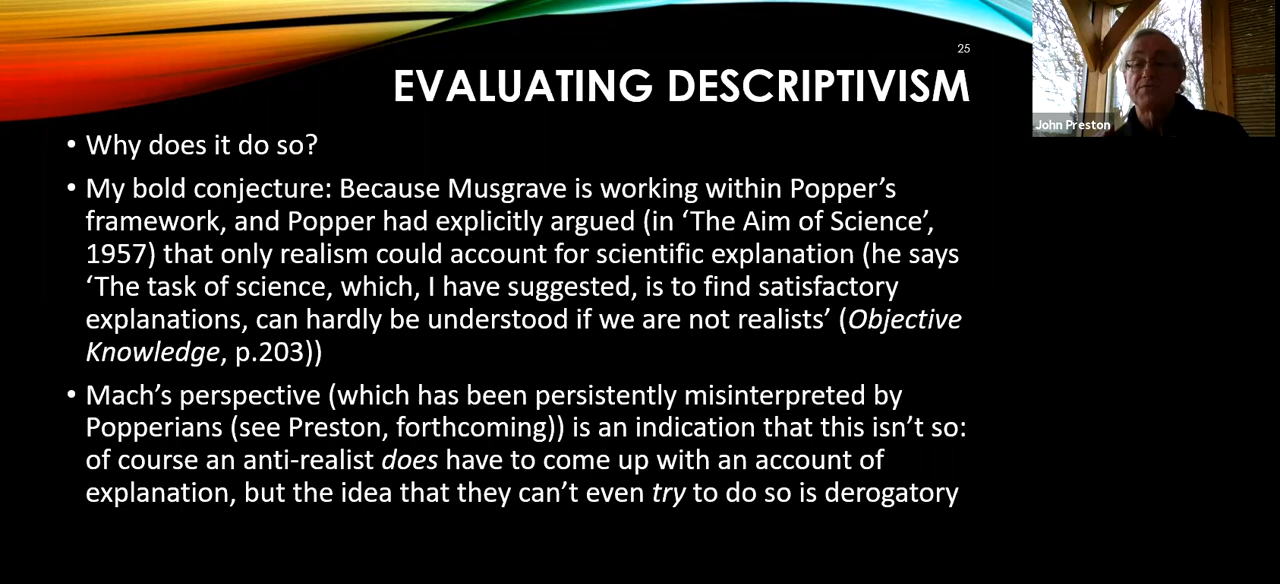 25
EVALUATING DESCRIPTIVISM
John Preston
• Why does it do so?
• My bold conjecture: Because Musgrave is working within Popper’s
framework, and Popper had explicitly argued (in ‘The Aim of Science’,
1957) that only realism could account for scientific explanation (he says
‘The task of science, which, I have suggested, is to find satisfactory
explanations, can hardly be understood if we are not realists’ (Objective
Knowledge, p.203))
• Mach’s perspective (which has been persistently misinterpreted by
Popperians (see Preston, forthcoming)) is an indication that this isn’t so:
of course an anti-realist does have to come up with an account of
explanation, but the idea that they can’t even try to do so is derogatory